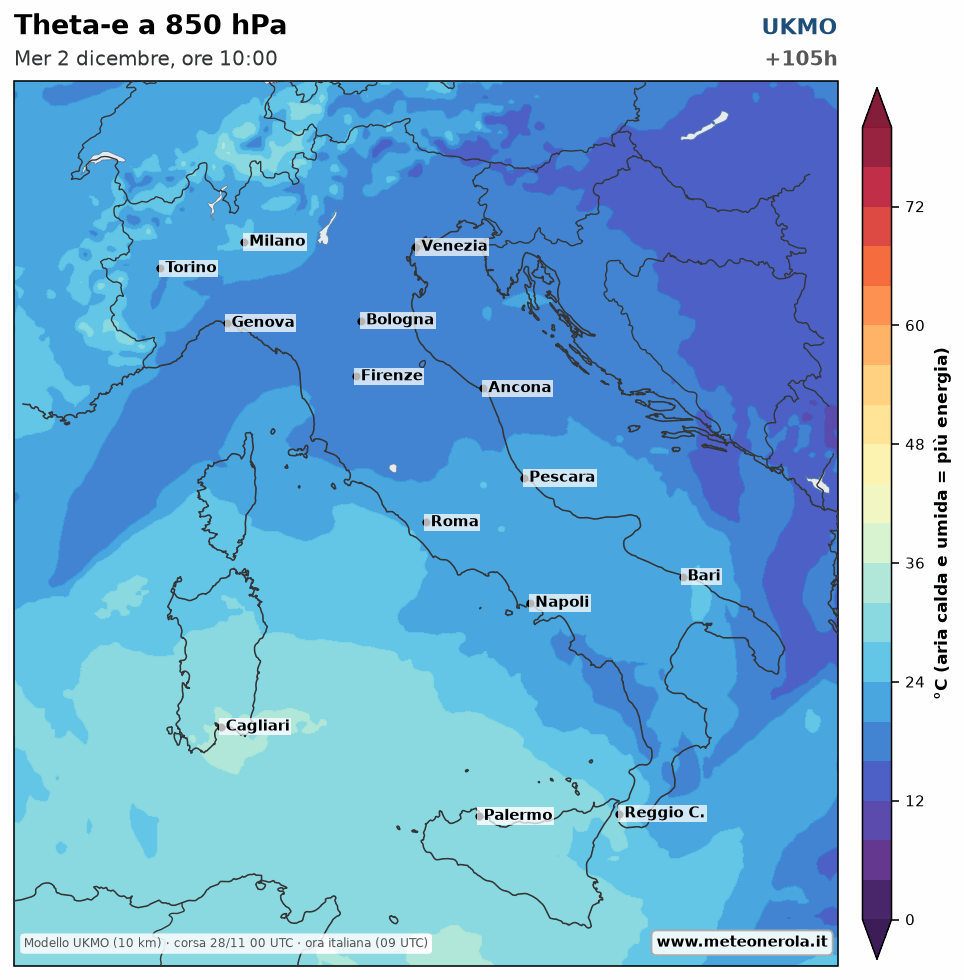 Theta-e a 850 hPa
UKMO
Mer 2 dicembre, ore 10:00
+105h
Milano
Venezia
Torino
Genova
Bologna
Firenze
Ancona
Pescara
Roma
Bari
Napoli
Cagliari
Palermo
Reggio C.
72
60
48
36
24
12
0
°C (aria calda e umida = più energia)
Modello UKMO (10 km) · corsa 28/11 00 UTC · ora italiana (09 UTC)
www.meteonerola.it